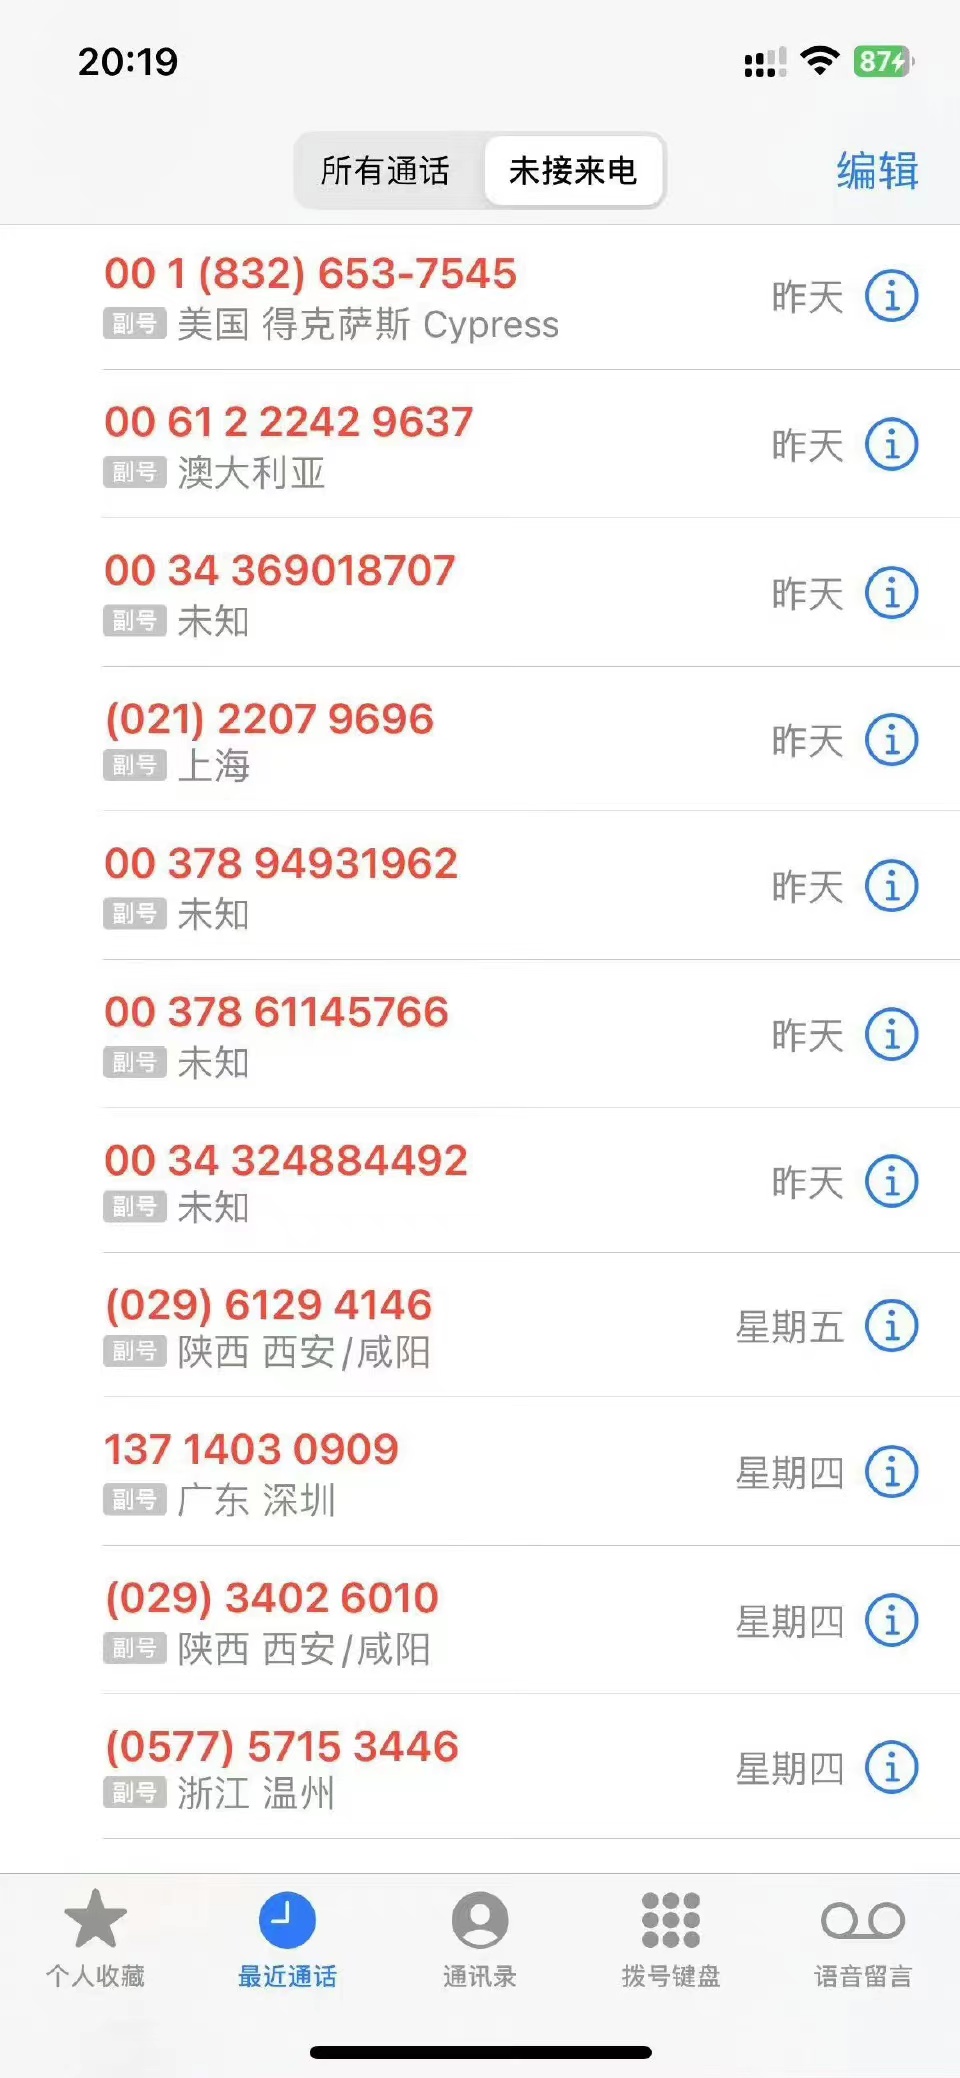 20:19
87
所有通话 未接来电 编辑
00 1 (832) 653-7545
副号 美国 得克萨斯 Cypress 昨天
00 61 2 2242 9637
副号 澳大利亚 昨天
00 34 369018707
副号 未知 昨天
(021) 2207 9696
副号 上海 昨天
00 378 94931962
副号 未知 昨天
00 378 61145766
副号 未知 昨天
00 34 324884492
副号 未知 昨天
(029) 6129 4146
副号 陕西 西安/咸阳 星期五
137 1403 0909
副号 广东 深圳 星期四
(029) 3402 6010
副号 陕西 西安/咸阳 星期四
(0577) 5715 3446
副号 浙江 温州 星期四
个人收藏 最近通话 通讯录 拨号键盘 语音留言